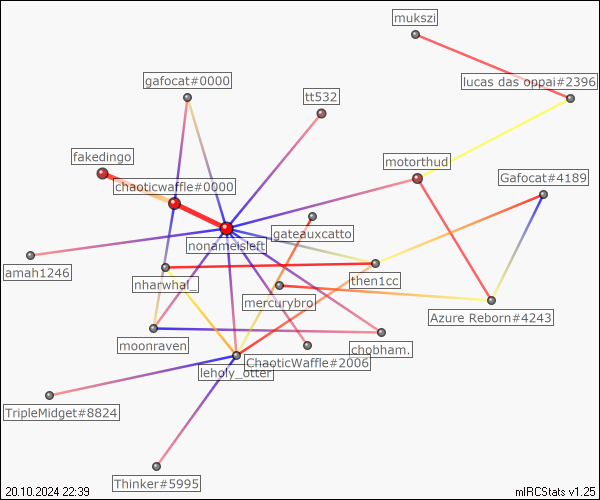 mukszi
gafocat#0000
lucas das oppai#2396
tt532
fakedingo
motorthud
Gafocat#4189
chaoticwaffle#0000
gateauxcatto
nonameisleft
amah1246
then1cc
nharwhal_
mercurybro
Azure Reborn#4243
moonraven
chobham.
ChaoticWaffle#2006
leholy_otter
TripleMidget#8824
Thinker#5995
20.10.2024 22:39
mIRCStats v1.25